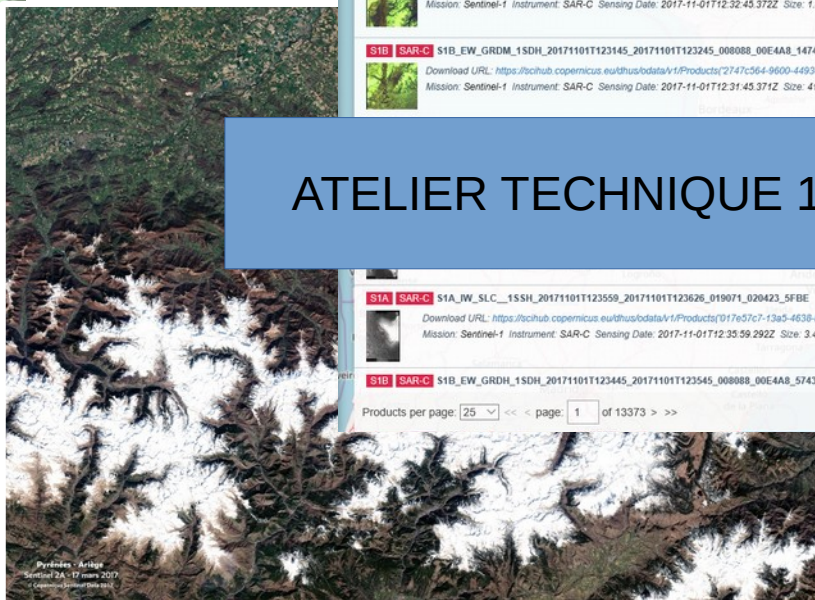 Mission: Sentinel-1 Instrument: SAR-C Sensing Date: 2017-11-01T12:32:45.372Z Size: 1.
S1B SAR-C S1B_EW_GRDM_1SDH_20171101T123145_20171101T123245_008088_00E4A8_1474
Download URL: https://scihub.copernicus.eu/dhus/odata/v1/Products('2747c564-9600-4493
Mission: Sentinel-1 Instrument: SAR-C Sensing Date: 2017-11-01T12:31:45.371Z Size: 4
Bordeaux
ATELIER TECHNIQUE 1
S1A SAR-C S1A_IW_SLC__1SSH_20171101T123559_20171101T123626_019071_020423_5FBE
Download URL: https://scihub.copernicus.eu/dhus/odata/v1/Products('017e57c7-13a5-4638-
Mission: Sentinel-1 Instrument: SAR-C Sensing Date: 2017-11-01T12:35:59.292Z Size: 3.4
S1B SAR-C S1B_EW_GRDH_1SDH_20171101T123445_20171101T123545_008088_00E4A8_5743
Products per page: 25 << < page: 1 of 13373 > >>
Pyrénées - Ariège
Sentinel 2A - 17 mars 2017
© Copernicus Sentinel Data 2017